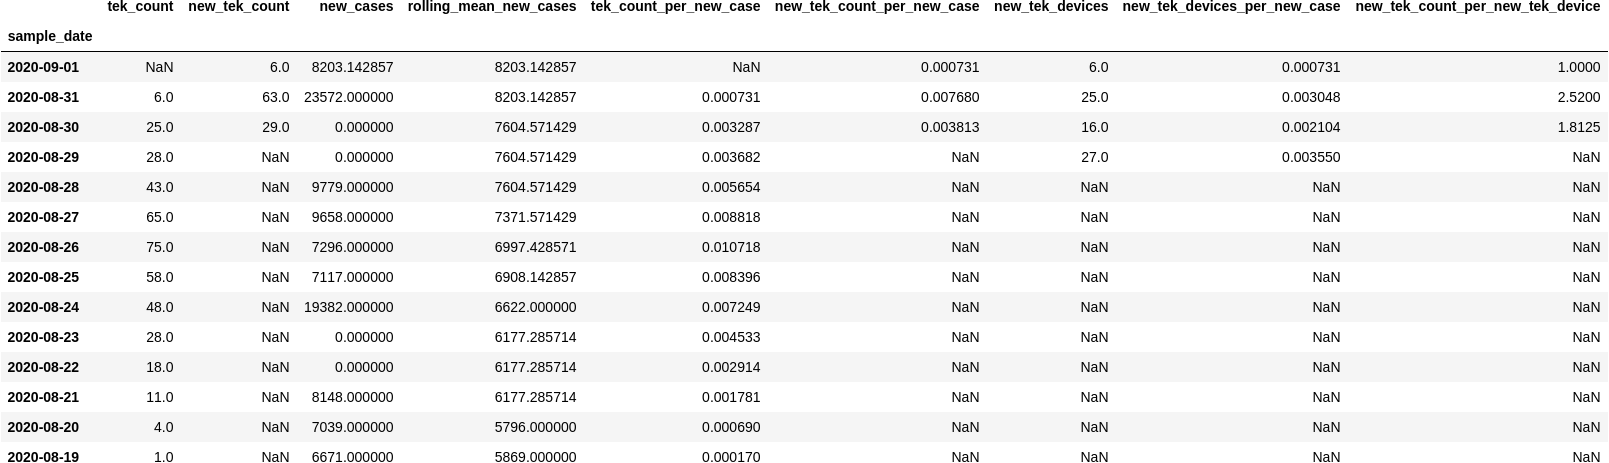 tek_count new_tek_count new_cases rolling_mean_new_cases tek_count_per_new_case new_tek_count_per_new_case new_tek_devices new_tek_devices_per_new_case new_tek_count_per_new_tek_device
sample_date
2020-09-01 NaN 6.0 8203.142857 8203.142857 NaN 0.000731 6.0 0.000731 1.0000
2020-08-31 6.0 63.0 23572.000000 8203.142857 0.000731 0.007680 25.0 0.003048 2.5200
2020-08-30 25.0 29.0 0.000000 7604.571429 0.003287 0.003813 16.0 0.002104 1.8125
2020-08-29 28.0 NaN 0.000000 7604.571429 0.003682 NaN 27.0 0.003550 NaN
2020-08-28 43.0 NaN 9779.000000 7604.571429 0.005654 NaN NaN NaN NaN
2020-08-27 65.0 NaN 9658.000000 7371.571429 0.008818 NaN NaN NaN NaN
2020-08-26 75.0 NaN 7296.000000 6997.428571 0.010718 NaN NaN NaN NaN
2020-08-25 58.0 NaN 7117.000000 6908.142857 0.008396 NaN NaN NaN NaN
2020-08-24 48.0 NaN 19382.000000 6622.000000 0.007249 NaN NaN NaN NaN
2020-08-23 28.0 NaN 0.000000 6177.285714 0.004533 NaN NaN NaN NaN
2020-08-22 18.0 NaN 0.000000 6177.285714 0.002914 NaN NaN NaN NaN
2020-08-21 11.0 NaN 8148.000000 6177.285714 0.001781 NaN NaN NaN NaN
2020-08-20 4.0 NaN 7039.000000 5796.000000 0.000690 NaN NaN NaN NaN
2020-08-19 1.0 NaN 6671.000000 5869.000000 0.000170 NaN NaN NaN NaN